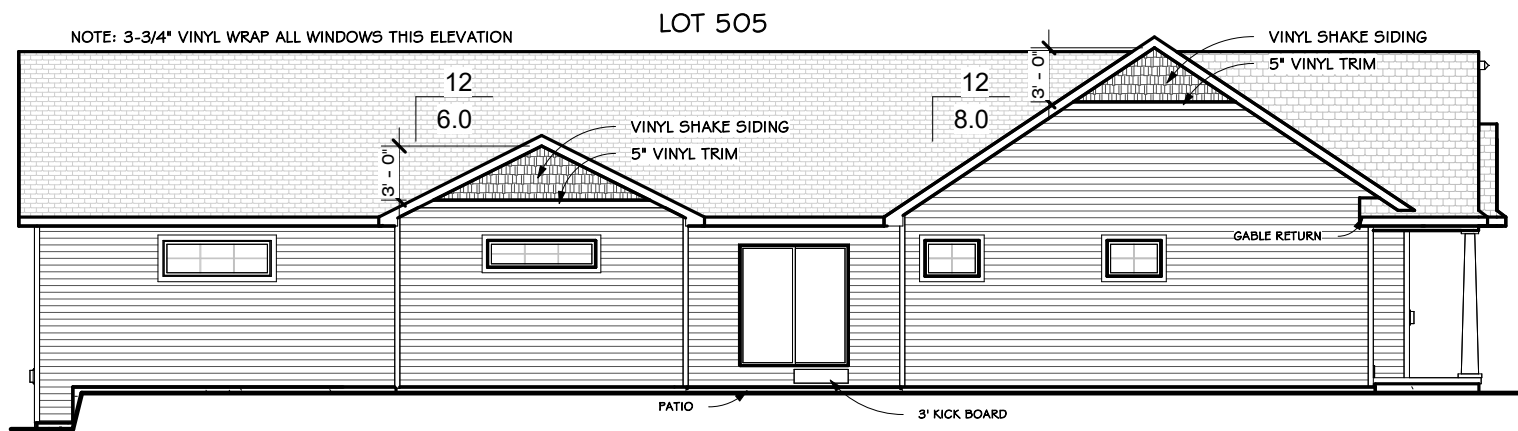 LOT 505
NOTE: 3-3/4" VINYL WRAP ALL WINDOWS THIS ELEVATION
VINYL SHAKE SIDING
5" VINYL TRIM
3' - 0"
12
8.0
12
6.0
VINYL SHAKE SIDING
5" VINYL TRIM
3' - 0"
GABLE RETURN
PATIO
3' KICK BOARD